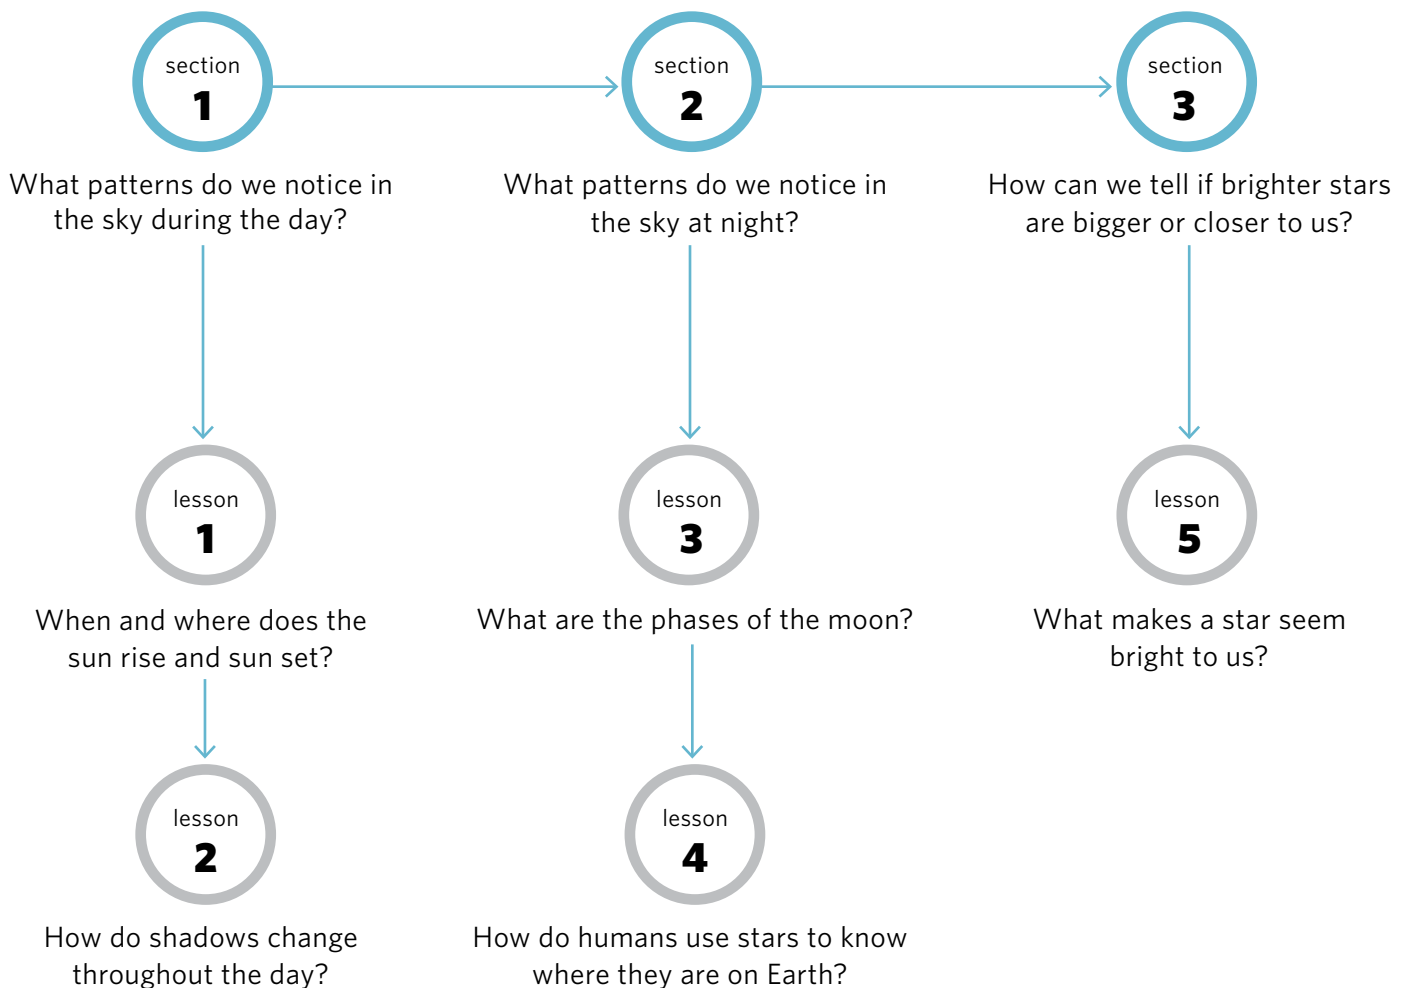 section
1
What patterns do we notice in
the sky during the day?
section
2
What patterns do we notice in
the sky at night?
section
3
How can we tell if brighter stars
are bigger or closer to us?
lesson
1
When and where does the
sun rise and sun set?
lesson
3
What are the phases of the moon?
lesson
5
What makes a star seem
bright to us?
lesson
2
How do shadows change
throughout the day?
lesson
4
How do humans use stars to know
where they are on Earth?